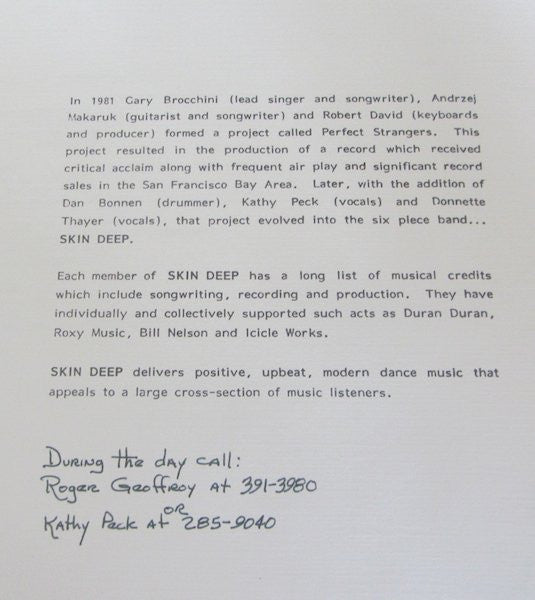 In 1981 Gary Brocchini (lead singer and songwriter), Andrzej
Makaruk (guitarist and songwriter) and Robert David (keyboards
and producer) formed a project called Perfect Strangers. This
project resulted in the production of a record which received
critical acclaim along with frequent air play and significant record
sales in the San Francisco Bay Area. Later, with the addition of
Dan Bonnen (drummer), Kathy Peck (vocals) and Donnette
Thayer (vocals), that project evolved into the six piece band...
SKIN DEEP.
Each member of SKIN DEEP has a long list of musical credits
which include songwriting, recording and production. They have
individually and collectively supported such acts as Duran Duran,
Roxy Music, Bill Nelson and Icicle Works.
SKIN DEEP delivers positive, upbeat, modern dance music that
appeals to a large cross-section of music listeners.
During the day call:
Roger Geoffroy at 391-3980
OR
Kathy Peck at 285-9040